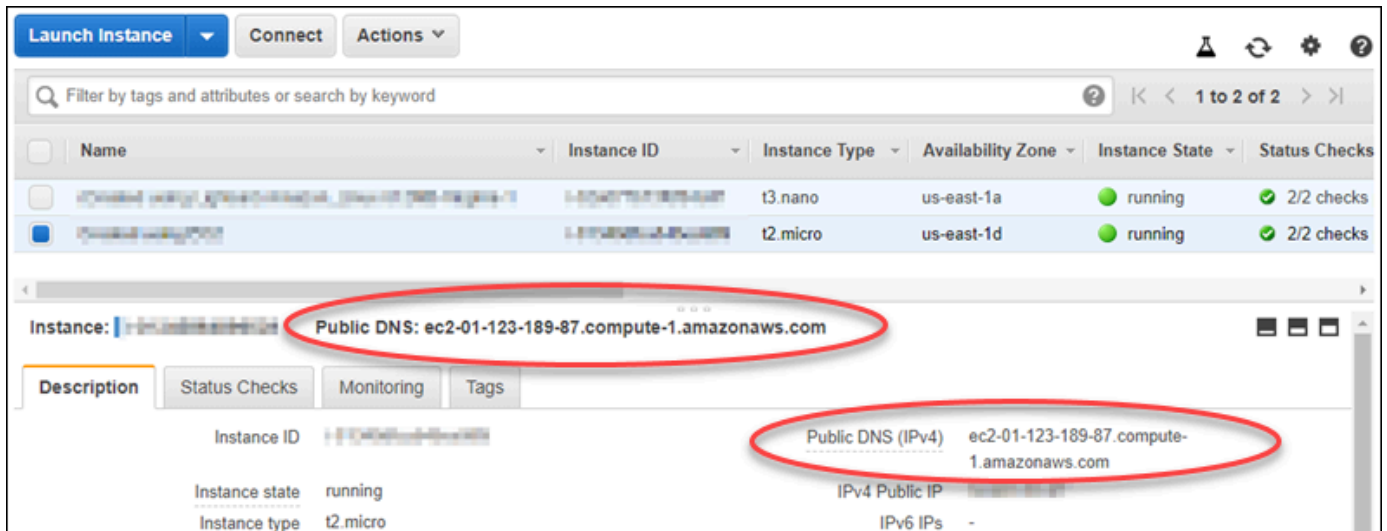 Launch Instance Connect Actions
Filter by tags and attributes or search by keyword 1 to 2 of 2
Name Instance ID Instance Type Availability Zone Instance State Status Checks
t3.nano us-east-1a running 2/2 checks
t2.micro us-east-1d running 2/2 checks
Instance: Public DNS: ec2-01-123-189-87.compute-1.amazonaws.com
Description Status Checks Monitoring Tags
Instance ID Public DNS (IPv4) ec2-01-123-189-87.compute-
1.amazonaws.com
Instance state running IPv4 Public IP
Instance type t2.micro IPv6 IPs -